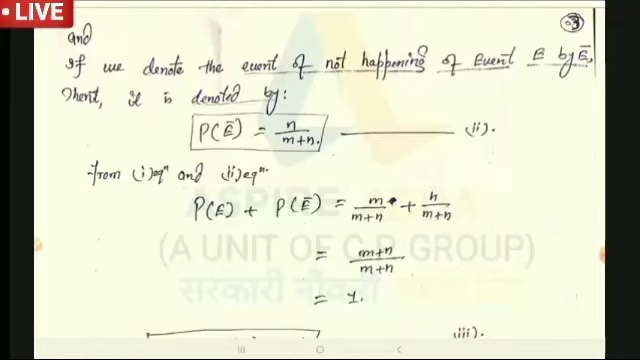 LIVE
(3)
and
If we denote the event of not happening of Event E by Ē,
Thent, it is denoted by:
P(Ē) = n/(m+n). ———— (ii).
from (i) eqⁿ and (ii) eqⁿ.
P(E) + P(Ē) = m/(m+n) + n/(m+n)
= (m+n)/(m+n)
= 1.
(A UNIT OF C.P. GROUP)
सरकारी नौकरी
(iii).